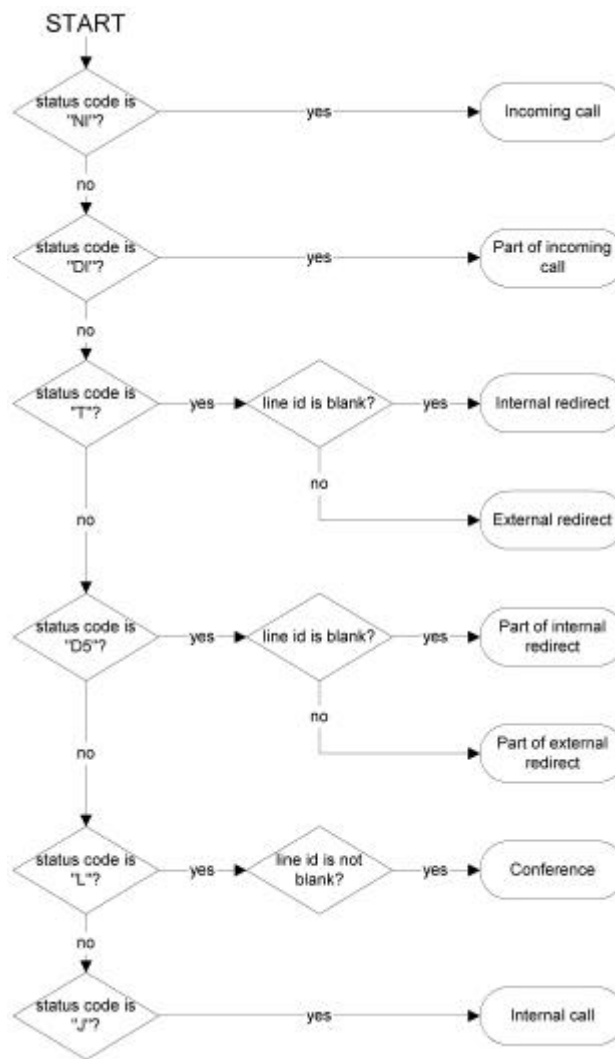 START
status code is
"NI"?
yes
Incoming call
no
status code is
"DI"?
yes
Part of incoming
call
no
status code is
"T"?
yes
line id is blank?
yes
Internal redirect
no
External redirect
no
status code is
"D5"?
yes
line id is blank?
yes
Part of internal
redirect
no
Part of external
redirect
no
status code is
"L"?
yes
line id is not
blank?
yes
Conference
no
status code is
"J"?
yes
Internal call